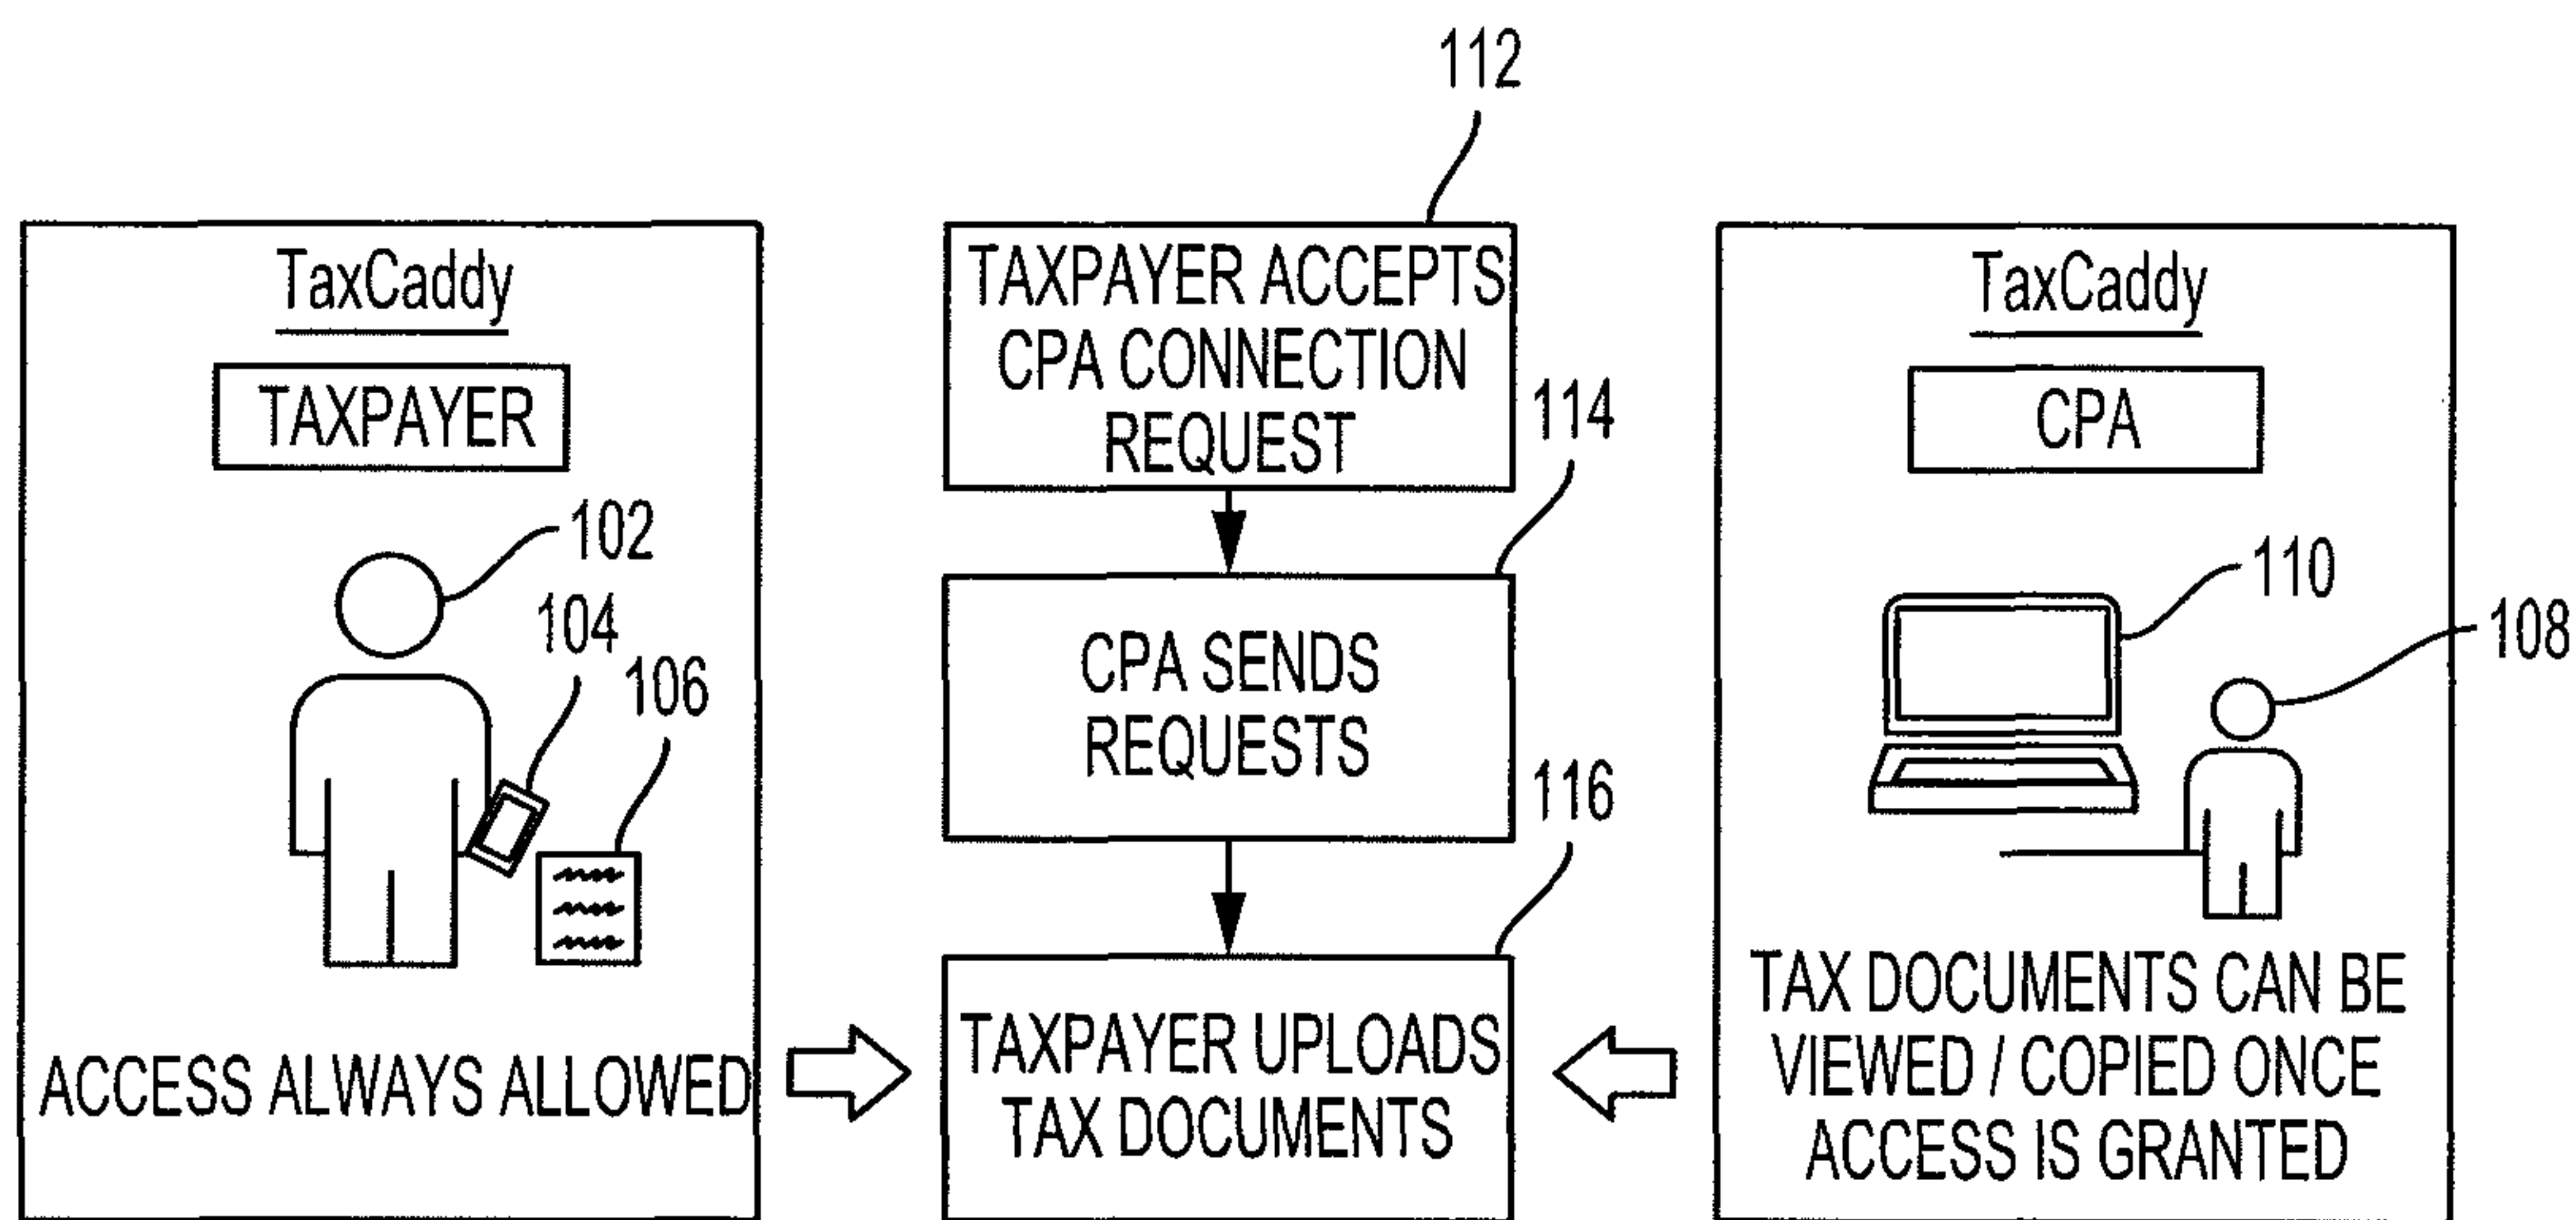 112
TaxCaddy
TAXPAYER
102
104
106
ACCESS ALWAYS ALLOWED
TAXPAYER ACCEPTS
CPA CONNECTION
REQUEST
114
CPA SENDS
REQUESTS
116
TAXPAYER UPLOADS
TAX DOCUMENTS
TaxCaddy
CPA
110
108
TAX DOCUMENTS CAN BE
VIEWED / COPIED ONCE
ACCESS IS GRANTED